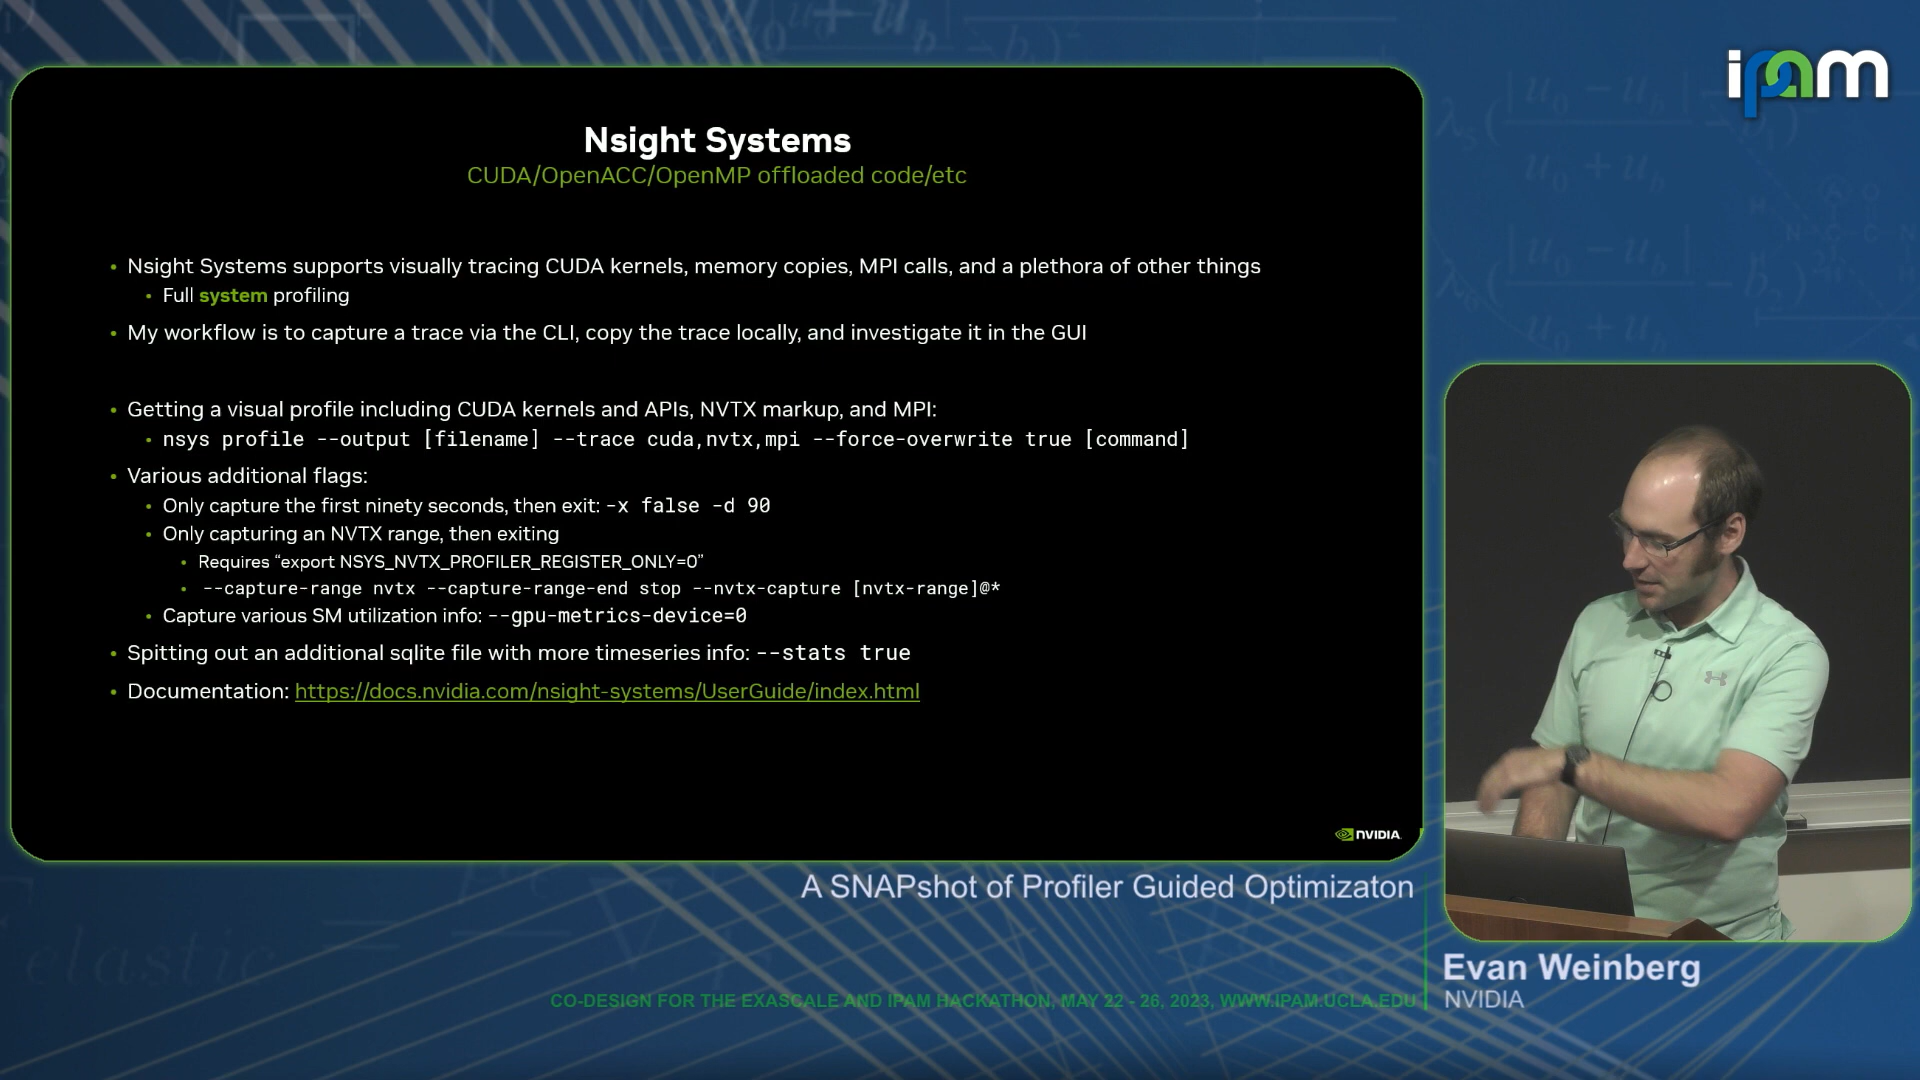 ipam
Nsight Systems
CUDA/OpenACC/OpenMP offloaded code/etc
• Nsight Systems supports visually tracing CUDA kernels, memory copies, MPI calls, and a plethora of other things
• Full system profiling
• My workflow is to capture a trace via the CLI, copy the trace locally, and investigate it in the GUI
• Getting a visual profile including CUDA kernels and APIs, NVTX markup, and MPI:
• nsys profile --output [filename] --trace cuda,nvtx,mpi --force-overwrite true [command]
• Various additional flags:
• Only capture the first ninety seconds, then exit: -x false -d 90
• Only capturing an NVTX range, then exiting
• Requires “export NSYS_NVTX_PROFILER_REGISTER_ONLY=0”
• --capture-range nvtx --capture-range-end stop --nvtx-capture [nvtx-range]@*
• Capture various SM utilization info: --gpu-metrics-device=0
• Spitting out an additional sqlite file with more timeseries info: --stats true
• Documentation: https://docs.nvidia.com/nsight-systems/UserGuide/index.html
NVIDIA.
A SNAPshot of Profiler Guided Optimizaton
Evan Weinberg
NVIDIA
CO-DESIGN FOR THE EXASCALE AND IPAM HACKATHON, MAY 22 - 26, 2023, WWW.IPAM.UCLA.EDU
elastic